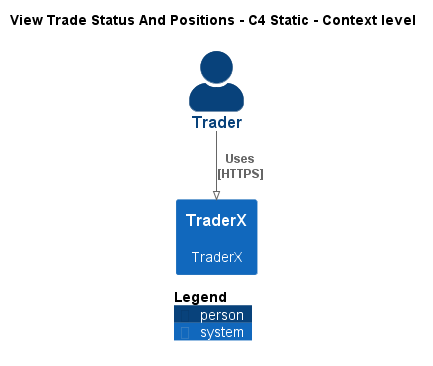 View Trade Status And Positions - C4 Static - Context level
Trader
Uses
[HTTPS]
TraderX
TraderX
Legend
person
system